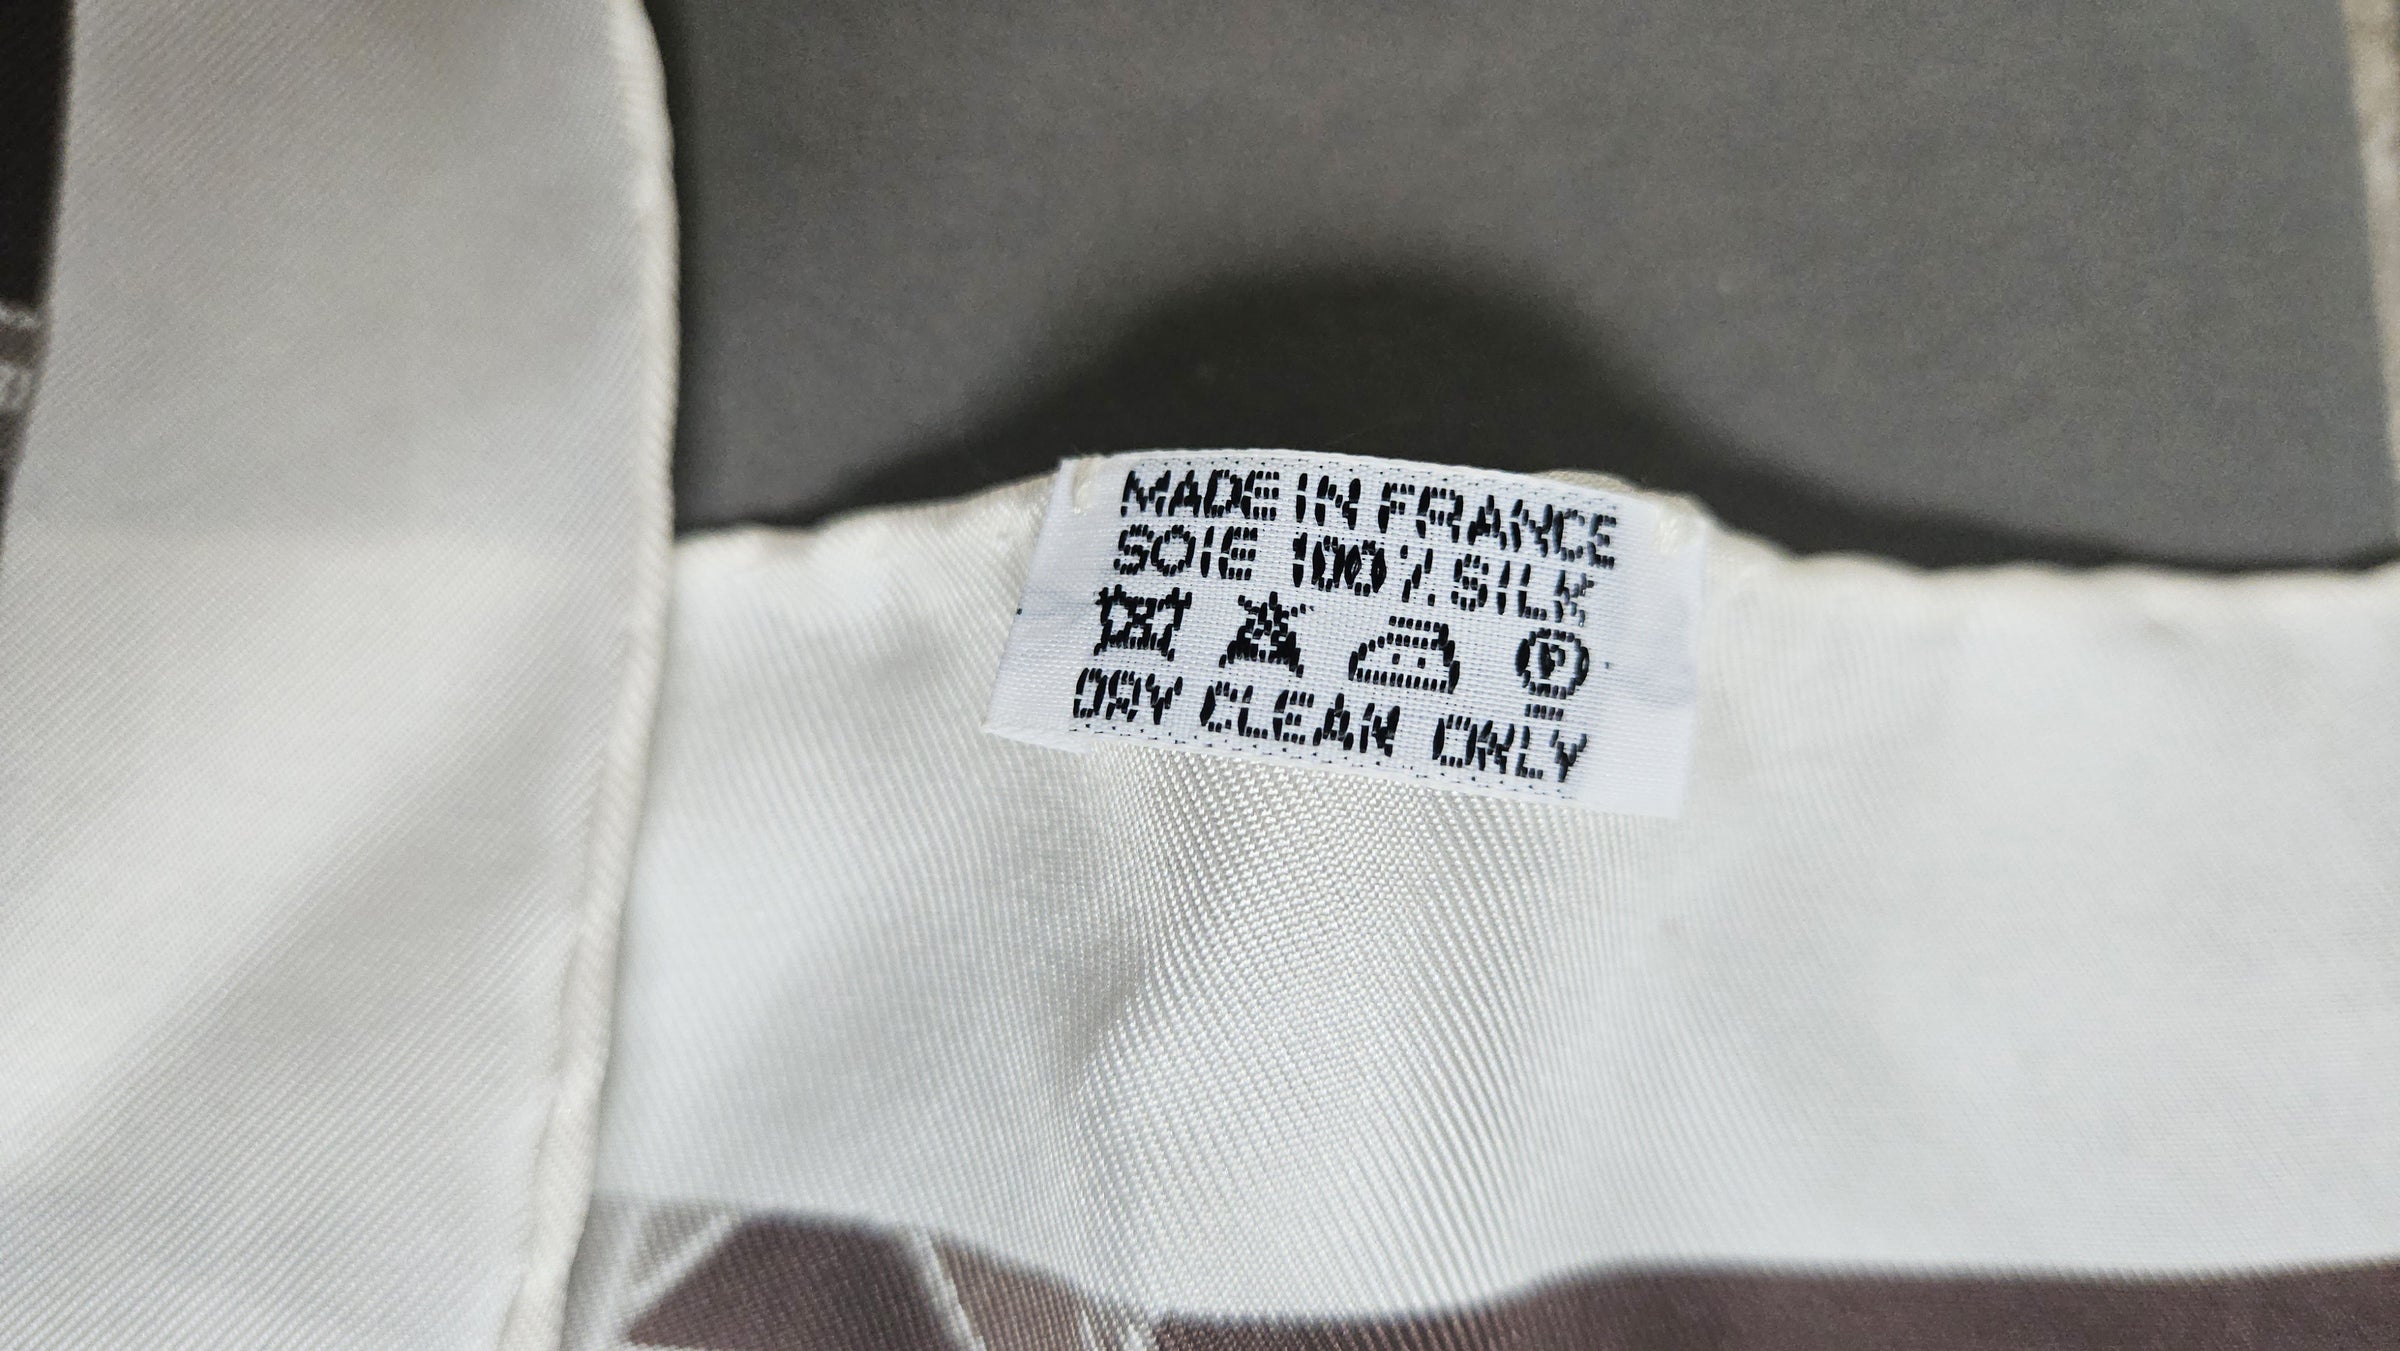 MADE IN FRANCE
SOIE 100% SILK
P
DRY CLEAN ONLY